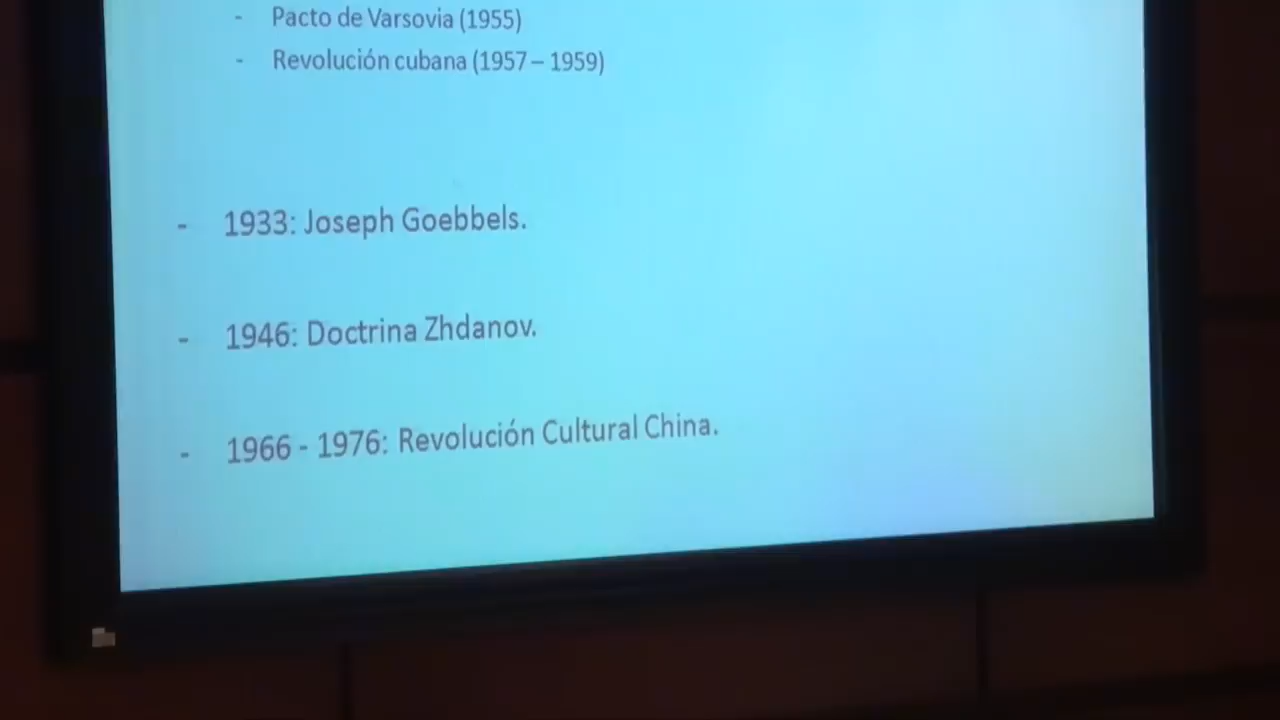 - Pacto de Varsovia (1955)
- Revolución cubana (1957 – 1959)
- 1933: Joseph Goebbels.
- 1946: Doctrina Zhdanov.
- 1966 - 1976: Revolución Cultural China.